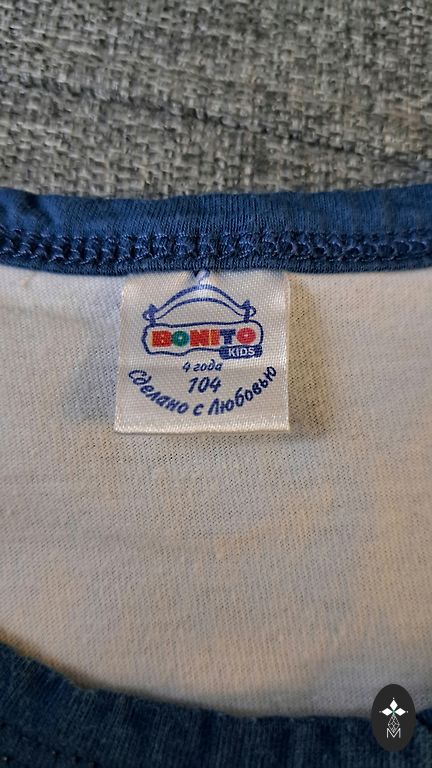 BONITO
KIDS
4 года
104
Сделано с Любовью
M